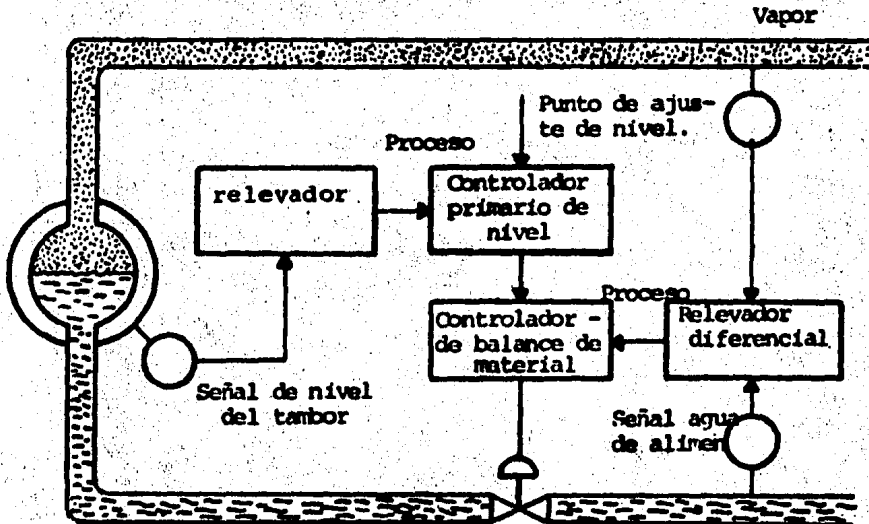 Vapor
Punto de ajus-
te de nivel.
Proceso
relevador
Controlador
primario de
nivel
Proceso
Controlador -
de balance de
material
Relevador
diferencial
Señal de nivel
del tambor
Señal agua
de alimen